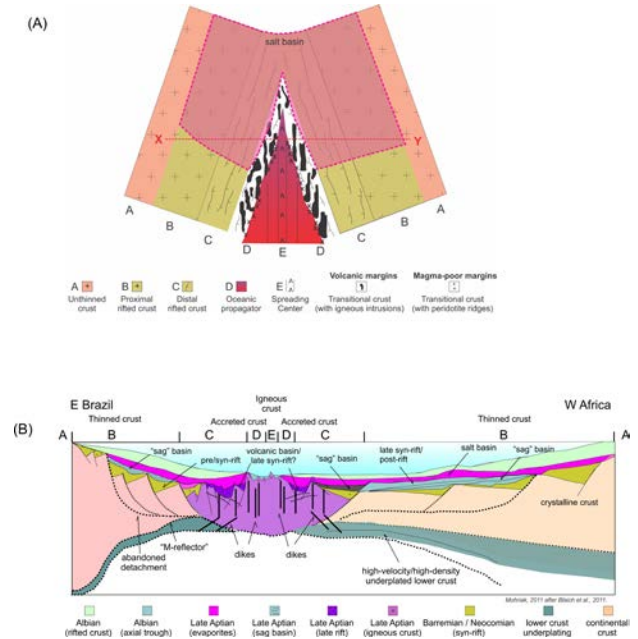 (A)
salt basin
X
Y
A
B
C
D
E
D
C
B
A
A
Unthinned
crust
B
Proximal
rifted crust
C
Distal
rifted crust
D
Oceanic
propagator
E
Spreading
Center
Volcanic margins
Transitional crust
(with igneous intrusions)
Magma-poor margins
Transitional crust
(with peridotite ridges)
(B)
E Brazil
W Africa
Igneous
crust
Thinned crust
Accreted crust
Accreted crust
Thinned crust
A
B
C
D
E
D
C
B
A
"sag" basin
pre/syn-rift
volcanic basin/
late syn-rift?
"sag" basin
late syn-rift/
post-rift
salt basin
"sag" basin
crystalline crust
abandoned
detachment
"M-reflector"
dikes
dikes
high-velocity/high-density
underplated lower crust
Mohriak, 2011 after Blaich et al., 2011.
Albian
(rifted crust)
Albian
(axial trough)
Late Aptian
(evaporites)
Late Aptian
(sag basin)
Late Aptian
(late rift)
Late Aptian
(igneous crust)
Barremian / Neocomian
(syn-rift)
lower crust
underplating
continental
crust